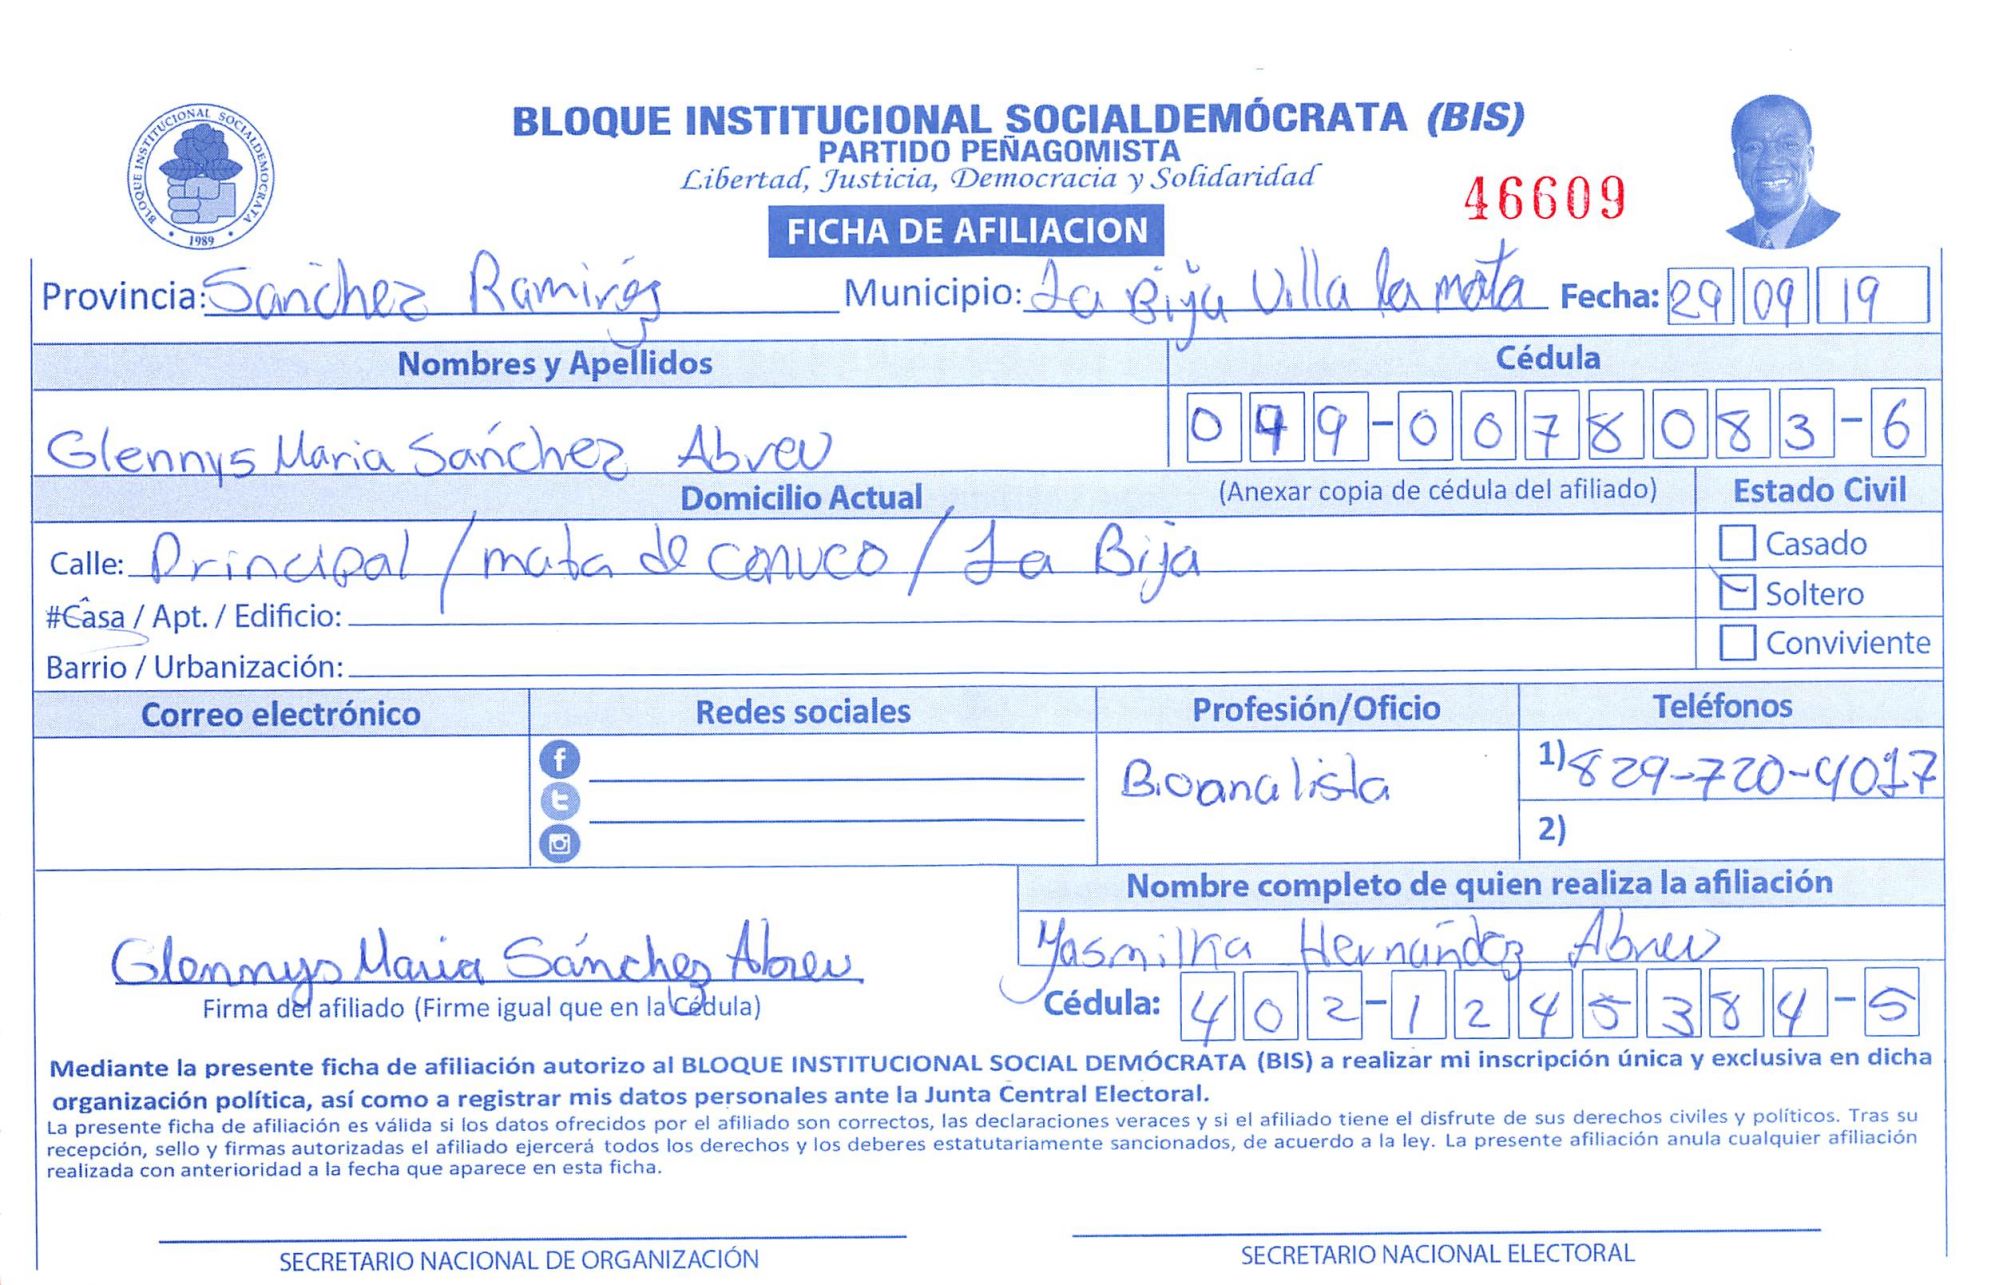 BLOQUE INSTITUCIONAL SOCIALDEMOCRATA
1989
BLOQUE INSTITUCIONAL SOCIALDEMÓCRATA (BIS)
PARTIDO PEÑAGOMISTA
Libertad, Justicia, Democracia y Solidaridad
46609
FICHA DE AFILIACION
Provincia: Sánchez Ramirez Municipio: La Bija Villa la mata Fecha: 29 09 19
Nombres y Apellidos Cédula
Glennys Maria Sánchez Abreu 049-0078083-6
Domicilio Actual (Anexar copia de cédula del afiliado) Estado Civil
Calle: Principal / mata de conuco / La Bija
Casado
#Casa / Apt. / Edificio:
Soltero
Barrio / Urbanización:
Conviviente
Correo electrónico Redes sociales Profesión/Oficio Teléfonos
Bioanalista 1) 829-720-4017
2)
Nombre completo de quien realiza la afiliación
Yasmilka Hernández Abreu
Glennys Maria Sánchez Abreu
Firma del afiliado (Firme igual que en la Cédula) Cédula: 402-1245384-5
Mediante la presente ficha de afiliación autorizo al BLOQUE INSTITUCIONAL SOCIAL DEMÓCRATA (BIS) a realizar mi inscripción única y exclusiva en dicha
organización política, así como a registrar mis datos personales ante la Junta Central Electoral.
La presente ficha de afiliación es válida si los datos ofrecidos por el afiliado son correctos, las declaraciones veraces y si el afiliado tiene el disfrute de sus derechos civiles y políticos. Tras su
recepción, sello y firmas autorizadas el afiliado ejercerá todos los derechos y los deberes estatutariamente sancionados, de acuerdo a la ley. La presente afiliación anula cualquier afiliación
realizada con anterioridad a la fecha que aparece en esta ficha.
SECRETARIO NACIONAL DE ORGANIZACIÓN SECRETARIO NACIONAL ELECTORAL